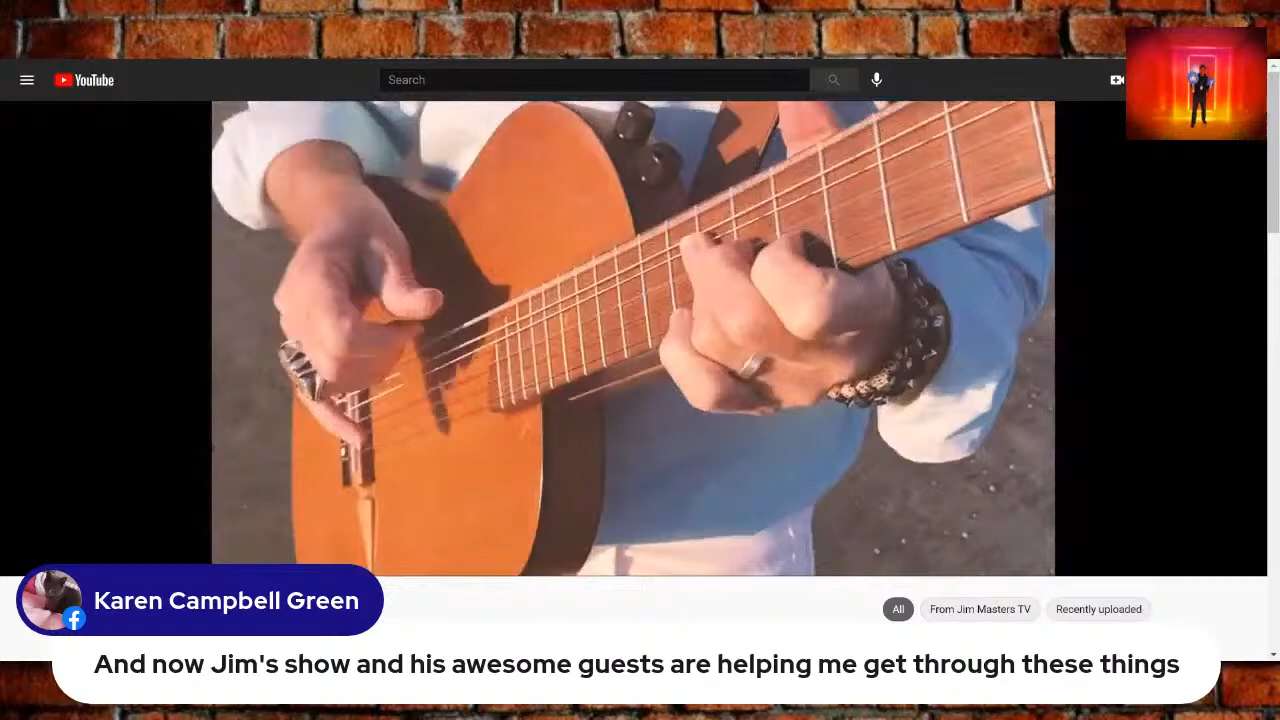 YouTube
Search
Karen Campbell Green
All
From Jim Masters TV
Recently uploaded
And now Jim's show and his awesome guests are helping me get through these things